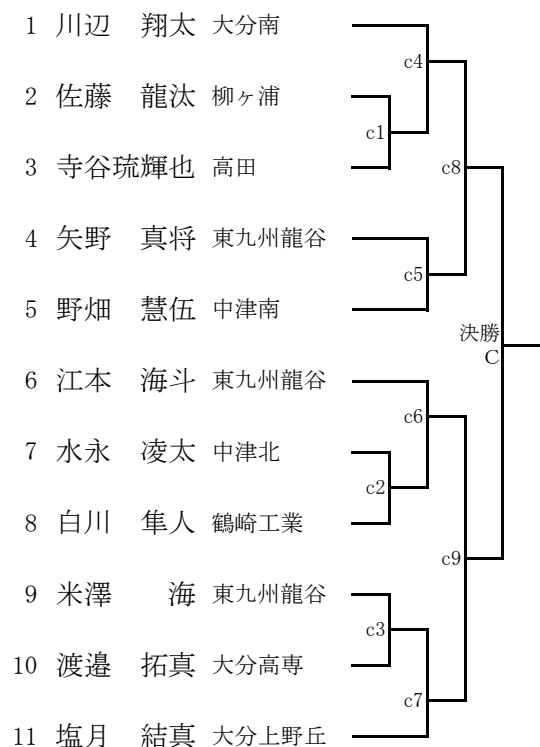 1 川辺 翔太 大分南
c4
2 佐藤 龍汰 柳ヶ浦
c1
3 寺谷琉輝也 高田
c8
4 矢野 真将 東九州龍谷
c5
5 野畑 慧伍 中津南
決勝
C
6 江本 海斗 東九州龍谷
c6
7 水永 凌太 中津北
c2
8 白川 隼人 鶴崎工業
c9
9 米澤 海 東九州龍谷
c3
10 渡邉 拓真 大分高専
c7
11 塩月 結真 大分上野丘